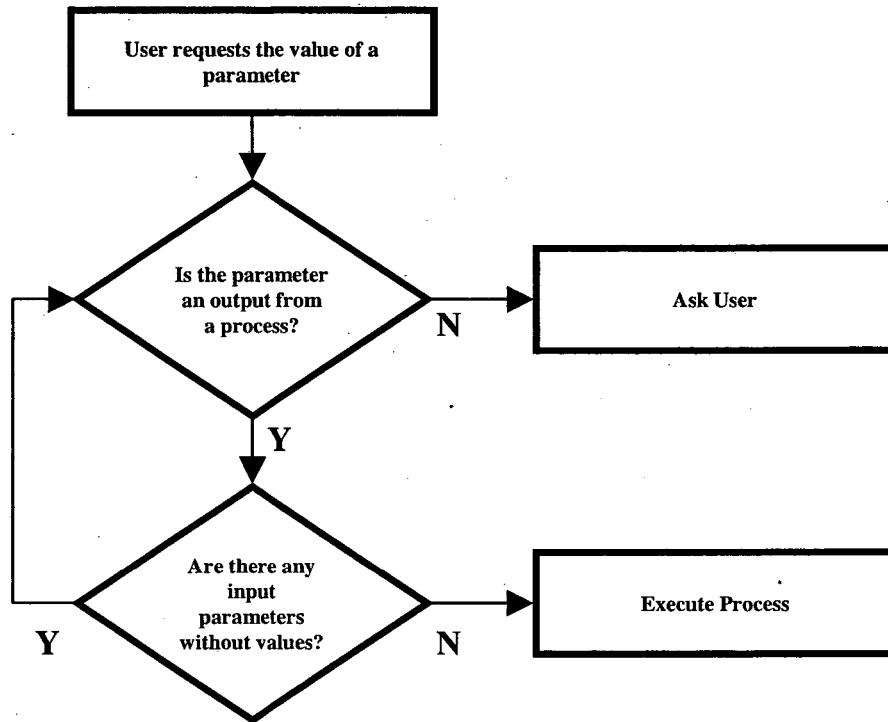 User requests the value of a
parameter
Is the parameter
an output from
a process?
N
Ask User
Y
Are there any
input
parameters
without values?
Y
N
Execute Process